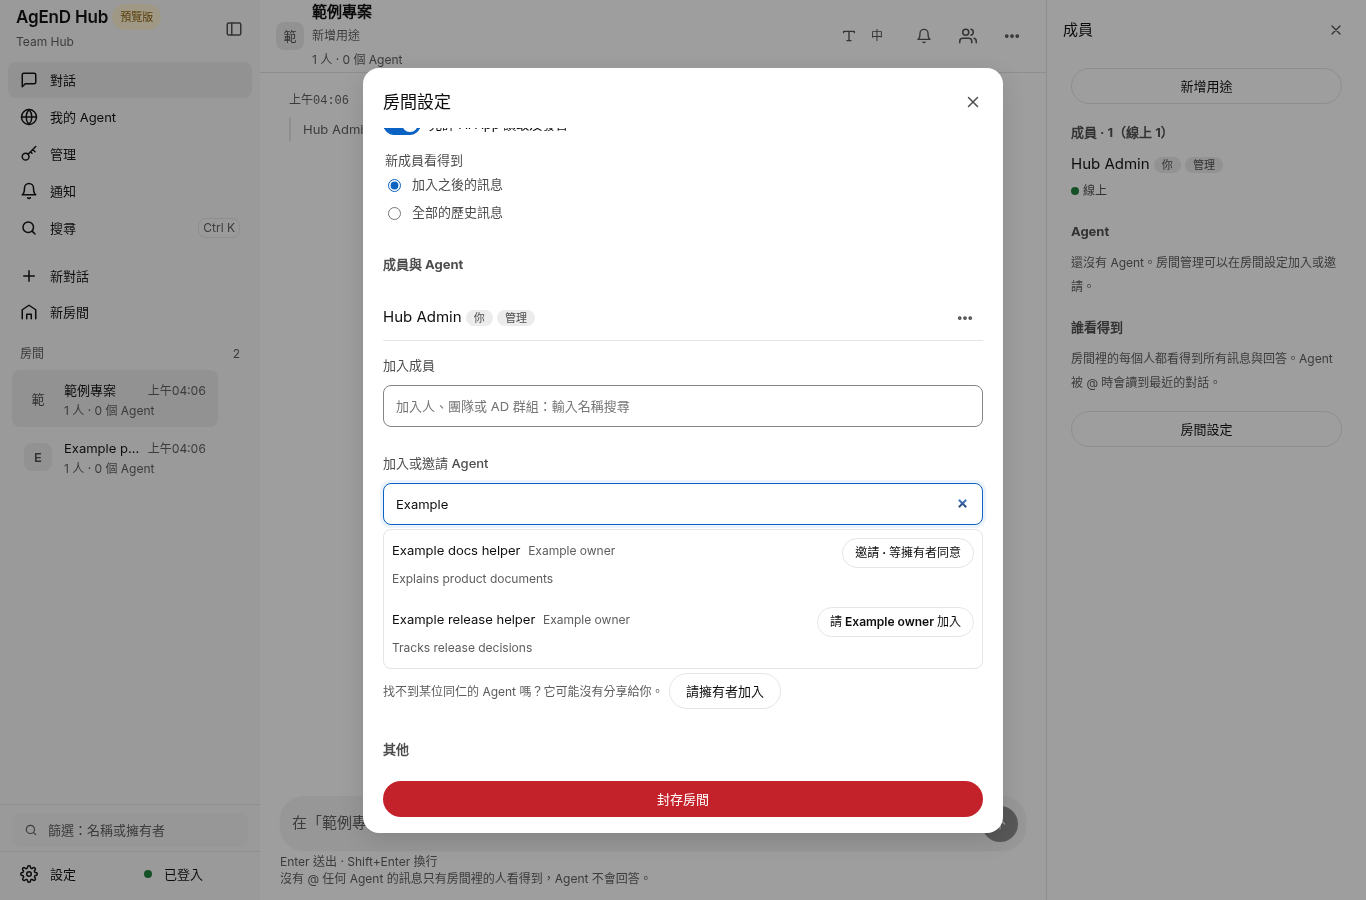 AgEnD Hub 預覽版
Team Hub
對話
我的 Agent
管理
通知
搜尋 Ctrl K
新對話
新房間
房間 2
範 範例專案 上午04:06
1 人 · 0 個 Agent
E Example p... 上午04:06
1 人 · 0 個 Agent
篩選：名稱或擁有者
設定 已登入
範 範例專案
新增用途
1 人 · 0 個 Agent
中
上午04:06
Hub Admi
房間設定
新成員看得到
加入之後的訊息
全部的歷史訊息
成員與 Agent
Hub Admin 你 管理
加入成員
加入人、團隊或 AD 群組：輸入名稱搜尋
加入或邀請 Agent
Example
Example docs helper Example owner 邀請 · 等擁有者同意
Explains product documents
Example release helper Example owner 請 Example owner 加入
Tracks release decisions
找不到某位同仁的 Agent 嗎？它可能沒有分享給你。 請擁有者加入
其他
封存房間
在「範例專
Enter 送出 · Shift+Enter 換行
沒有 @ 任何 Agent 的訊息只有房間裡的人看得到，Agent 不會回答。
成員
新增用途
成員 · 1（線上 1）
Hub Admin 你 管理
線上
Agent
還沒有 Agent。房間管理可以在房間設定加入或邀
請。
誰看得到
房間裡的每個人都看得到所有訊息與回答。Agent
被 @ 時會讀到最近的對話。
房間設定